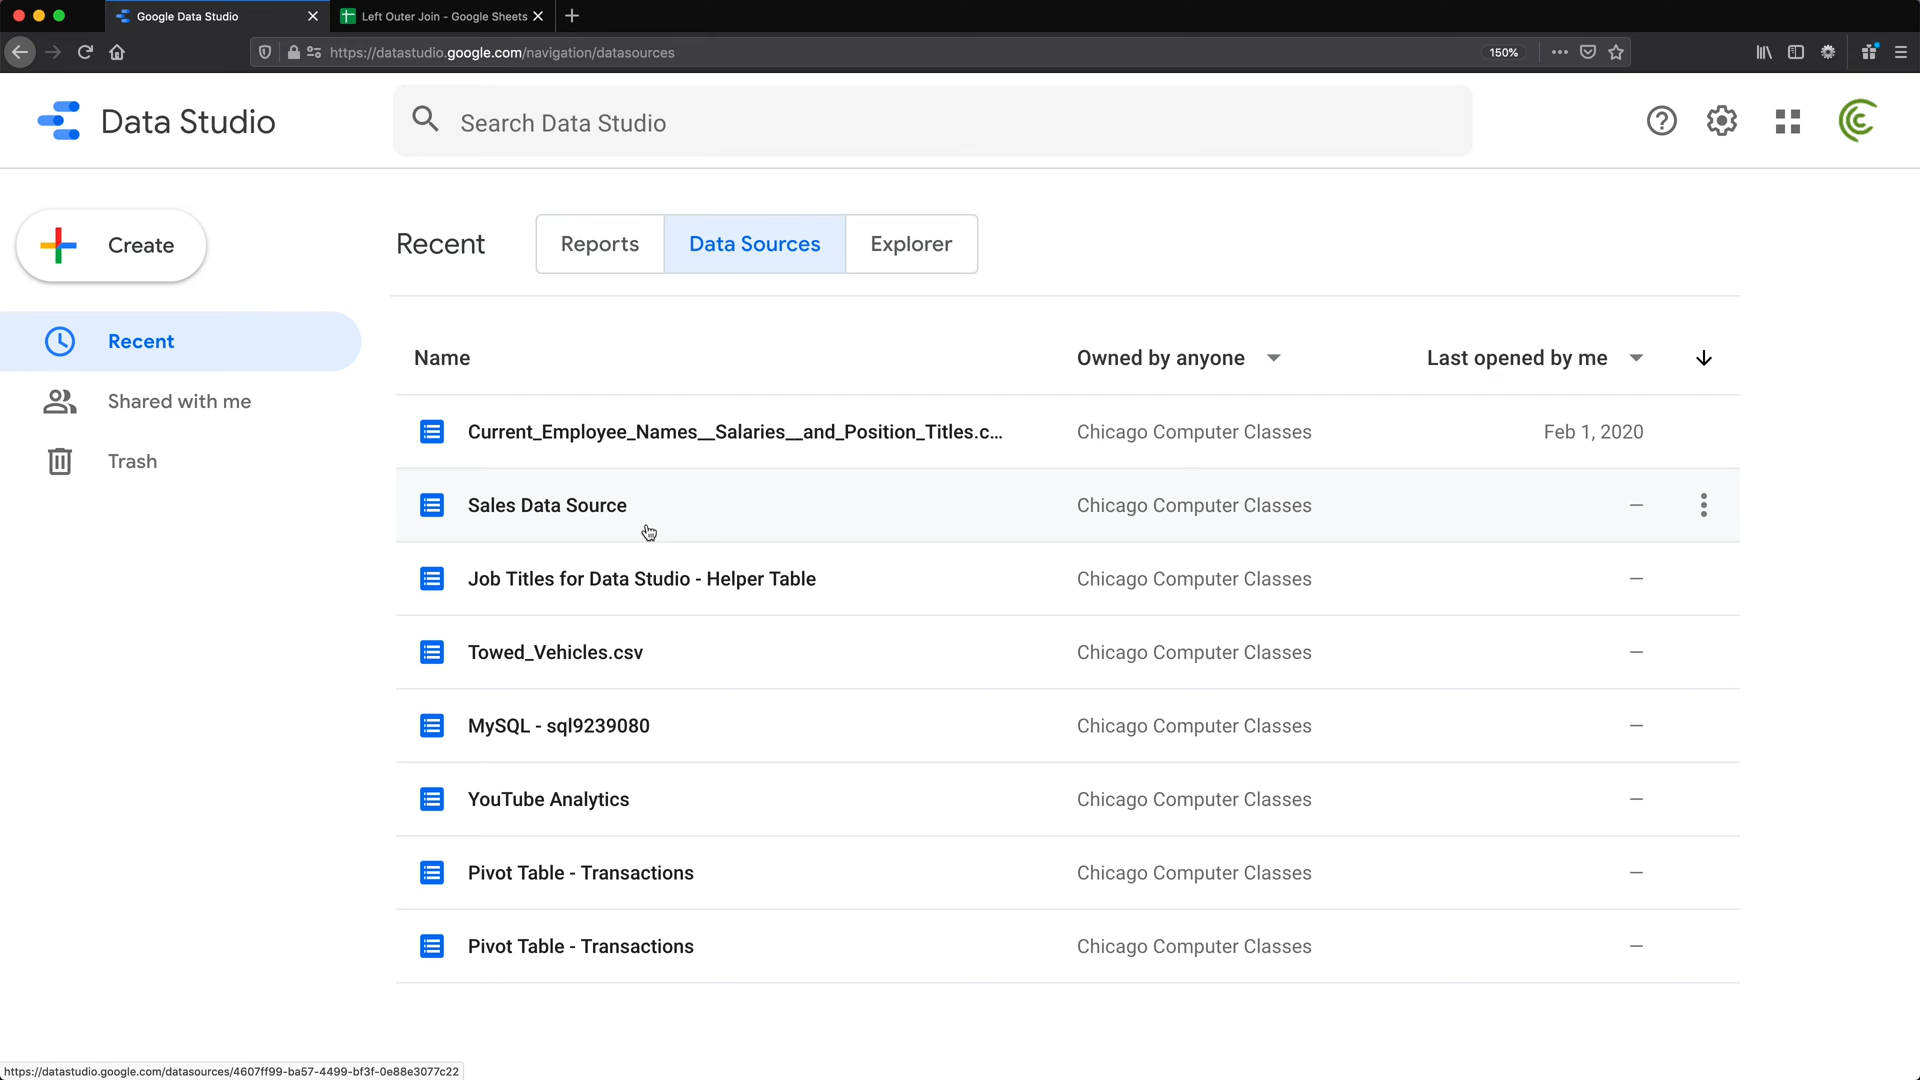 Google Data Studio
Left Outer Join - Google Sheets
https://datastudio.google.com/navigation/datasources
150%
Data Studio
Search Data Studio
Create
Recent
Shared with me
Trash
Recent
Reports
Data Sources
Explorer
Name
Owned by anyone
Last opened by me
Current_Employee_Names__Salaries__and_Position_Titles.c...
Chicago Computer Classes
Feb 1, 2020
Sales Data Source
Chicago Computer Classes
—
Job Titles for Data Studio - Helper Table
Chicago Computer Classes
—
Towed_Vehicles.csv
Chicago Computer Classes
—
MySQL - sql9239080
Chicago Computer Classes
—
YouTube Analytics
Chicago Computer Classes
—
Pivot Table - Transactions
Chicago Computer Classes
—
Pivot Table - Transactions
Chicago Computer Classes
—
https://datastudio.google.com/datasources/4607ff99-ba57-4499-bf3f-0e88e3077c22